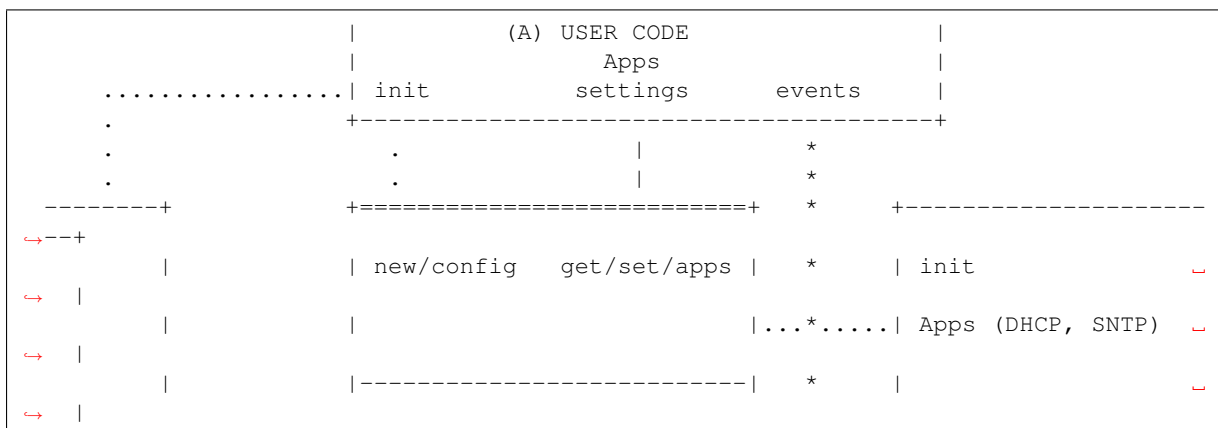 |          (A) USER CODE                 |
|                 Apps                   |
.................| init          settings      events     |
.                +----------------------------------------+
.                   .                |           *
.                   .                |           *
--------+            +===========================+   *     +---------------------
↪--+
|            | new/config   get/set/apps |   *     | init ␣
↪  |
|            |                           |...*.....| Apps (DHCP, SNTP) ␣
↪  |
|            |---------------------------|   *     | ␣
↪  |